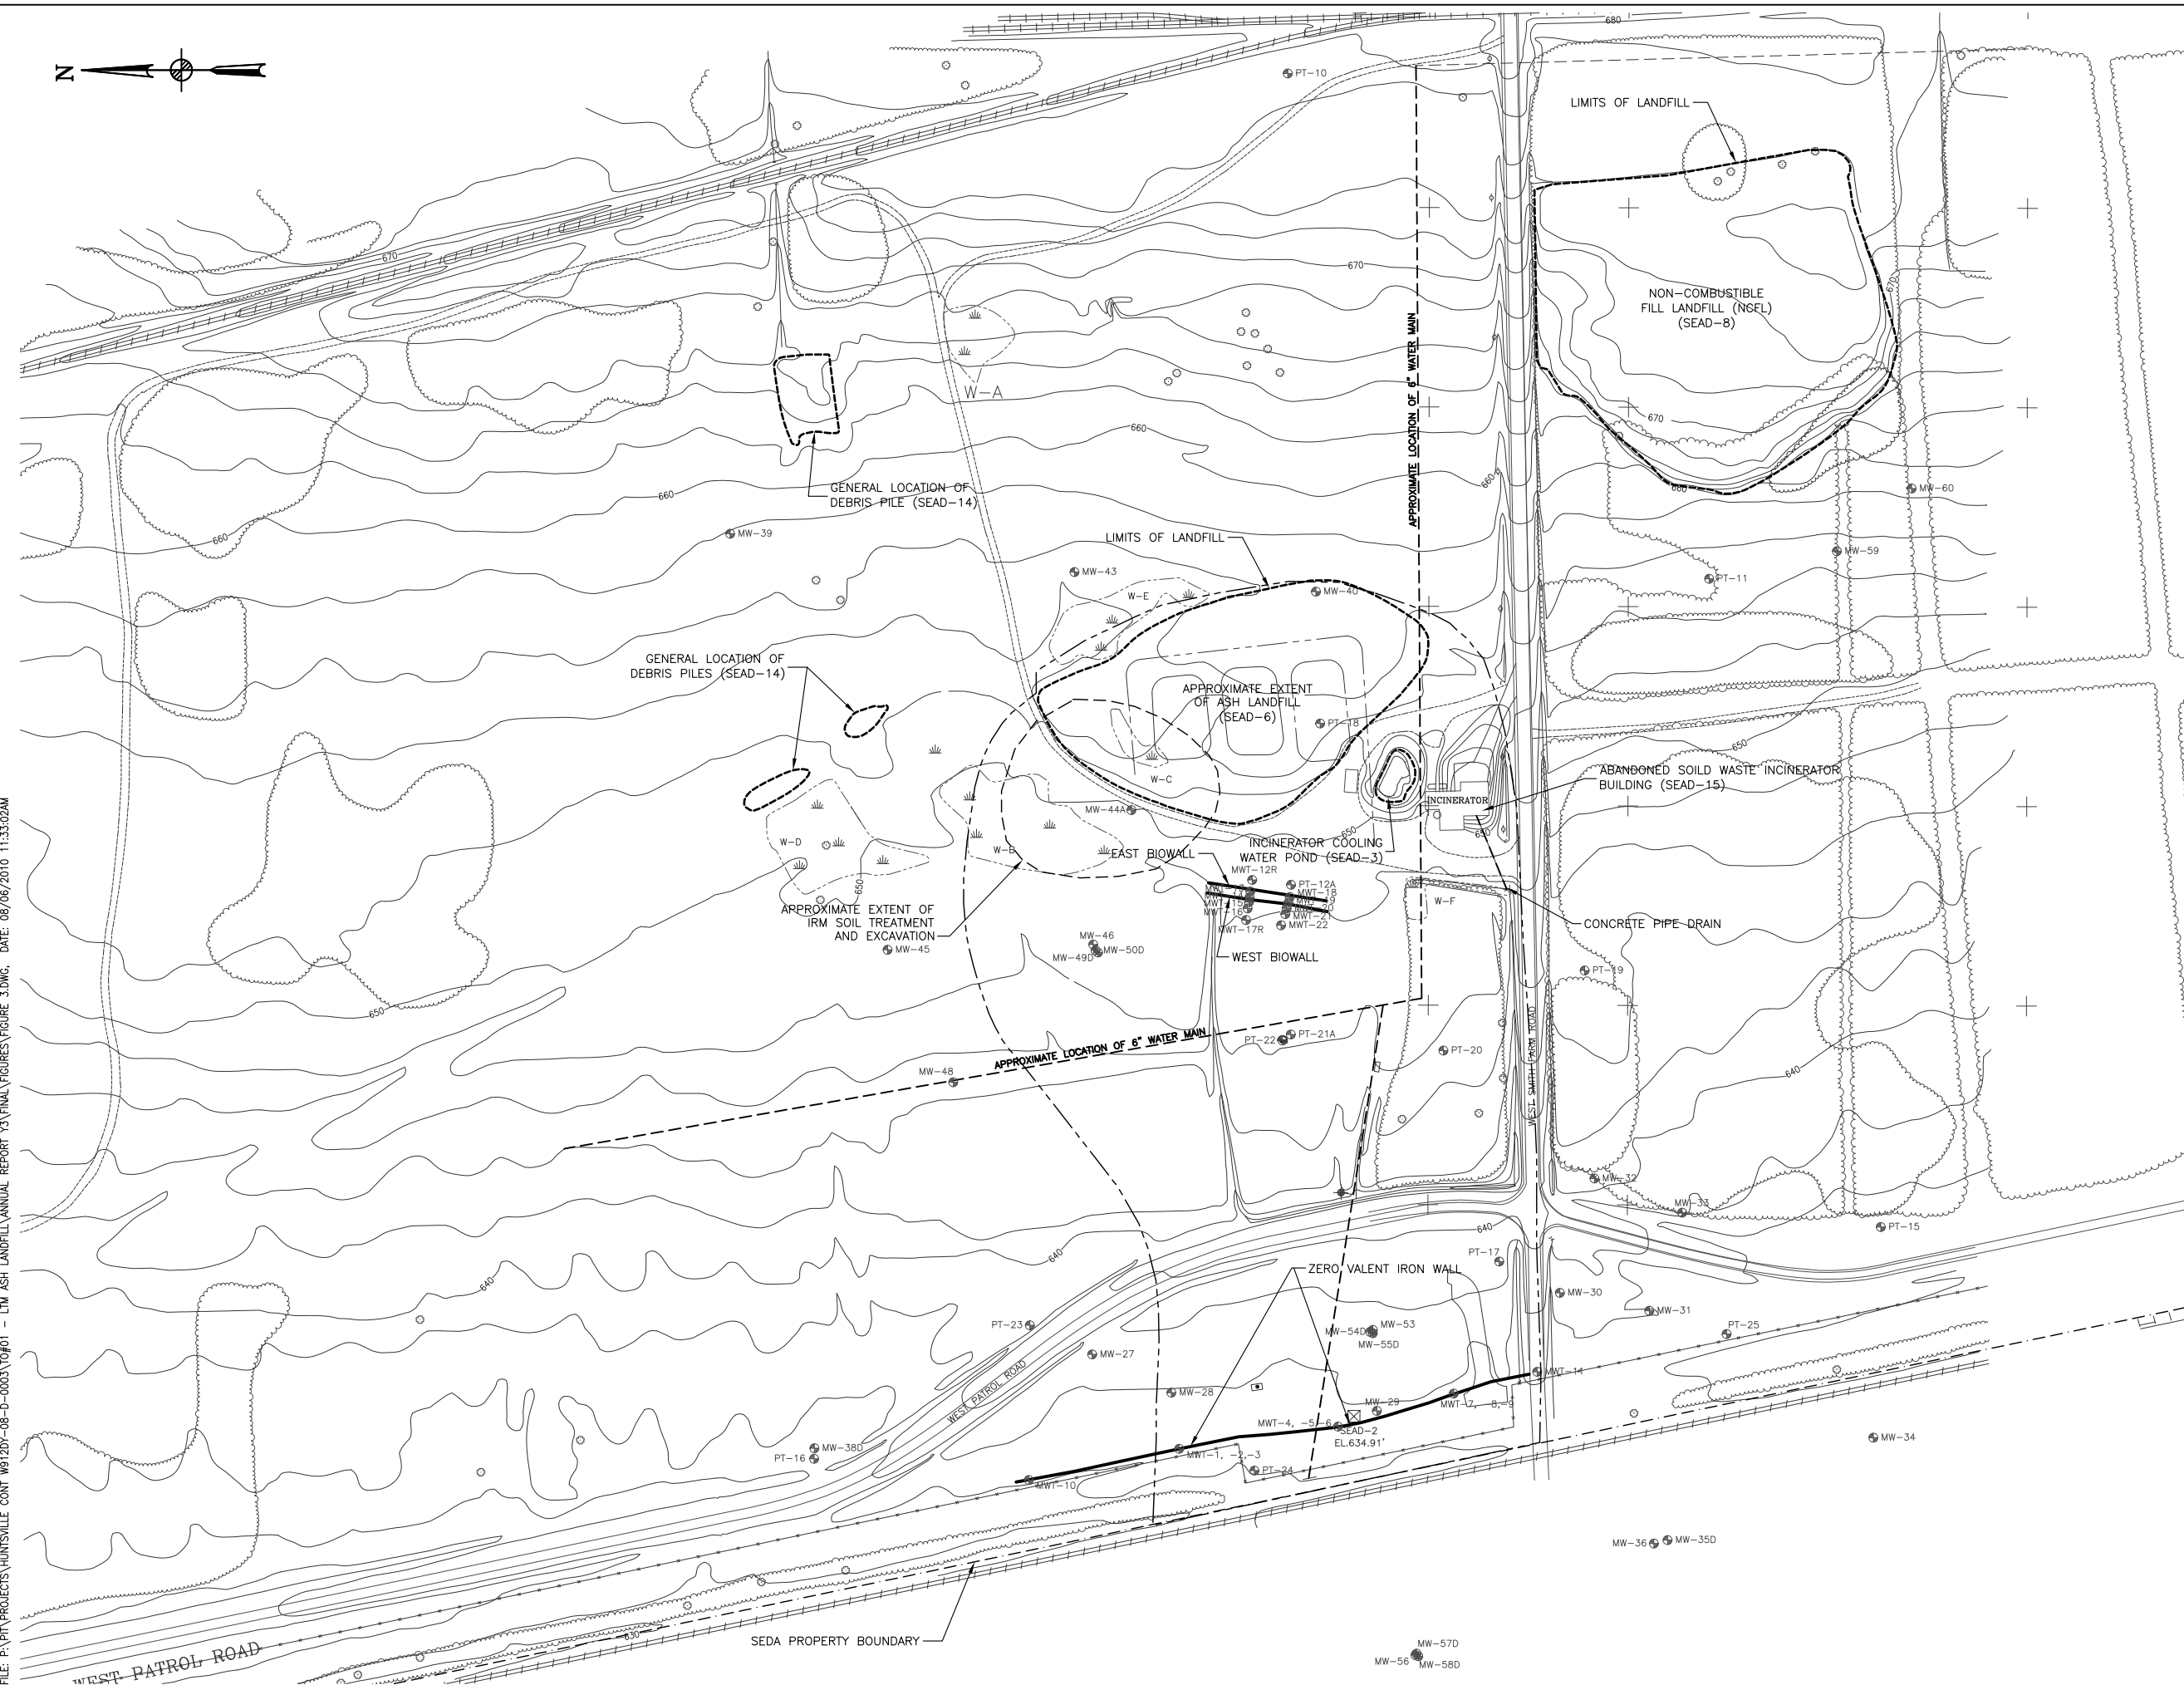 680
N
PT-10
LIMITS OF LANDFILL
670
670
670
NON-COMBUSTIBLE
FILL LANDFILL (NCFL)
(SEAD-8)
APPROXIMATE LOCATION OF 6" WATER MAIN
W-A
670
660
660
660
660
680
GENERAL LOCATION OF
DEBRIS PILE (SEAD-14)
MW-60
MW-39
LIMITS OF LANDFILL
MW-59
MW-43
PT-11
MW-40
W-E
GENERAL LOCATION OF
DEBRIS PILES (SEAD-14)
APPROXIMATE EXTENT
OF ASH LANDFILL
(SEAD-6)
PT-18
650
W-C
ABANDONED SOILD WASTE INCINERATOR
BUILDING (SEAD-15)
INCINERATOR
MW-44A
650
650
W-D
W-B
INCINERATOR COOLING
WATER POND (SEAD-3)
EAST BIOWALL
MWT-12R
PT-12A
MWT-18
MWT-21
MWT-22
MWT-17R
650
W-F
APPROXIMATE EXTENT OF
IRM SOIL TREATMENT
AND EXCAVATION
CONCRETE PIPE DRAIN
MW-46
MW-45
MW-50D
MW-49D
WEST BIOWALL
PT-19
650
WEST SMITH FARM ROAD
APPROXIMATE LOCATION OF 6" WATER MAIN
PT-21A
PT-22
PT-20
MW-48
640
MW-32
MW-33
PT-15
640
640
640
PT-17
ZERO VALENT IRON WALL
MW-30
MW-31
PT-23
MW-53
MW-54D
MW-55D
PT-25
MW-27
WEST PATROL ROAD
MWT-14
MW-28
MW-29
MWT-7, -8,-9
MWT-4, -5,-6
SEAD-2
EL.634.91'
MW-34
MW-38D
PT-16
MWT-1, -2,-3
PT-24
MWT-10
MW-36
MW-35D
630
SEDA PROPERTY BOUNDARY
WEST PATROL ROAD
MW-57D
MW-56
MW-58D
FILE: P:\PIT\PROJECTS\HUNTSVILLE CONT W912DY-08-D-0003\TO#01 - LTM ASH LANDFILL\ANNUAL REPORT Y3\FINAL\FIGURES\FIGURE 3.DWG, DATE: 08/06/2010 11:33:02AM